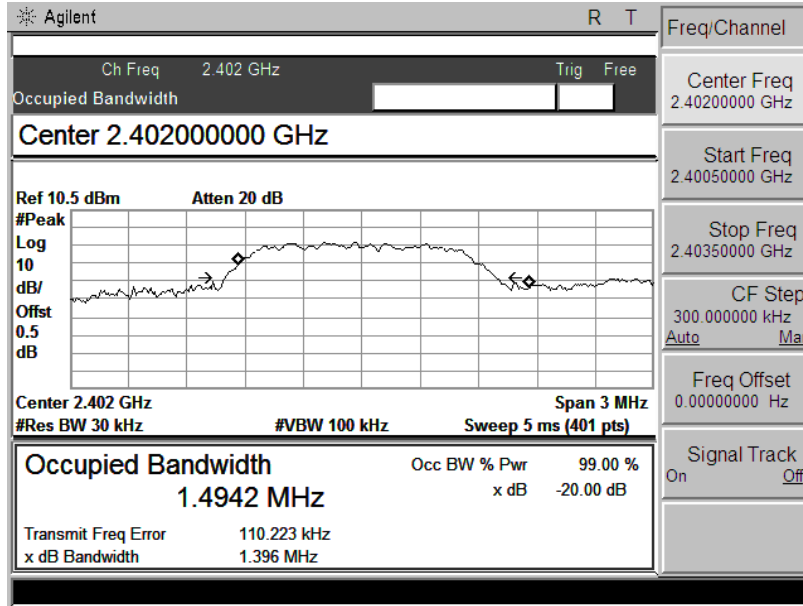 Agilent R T
Freq/Channel
Ch Freq 2.402 GHz Trig Free
Occupied Bandwidth
Center 2.402000000 GHz
Ref 10.5 dBm Atten 20 dB
#Peak
Log
10
dB/
Offst
0.5
dB
Center 2.402 GHz Span 3 MHz
#Res BW 30 kHz #VBW 100 kHz Sweep 5 ms (401 pts)
Occupied Bandwidth Occ BW % Pwr 99.00 %
1.4942 MHz x dB -20.00 dB
Transmit Freq Error 110.223 kHz
x dB Bandwidth 1.396 MHz
Center Freq
2.40200000 GHz
Start Freq
2.40050000 GHz
Stop Freq
2.40350000 GHz
CF Step
300.000000 kHz
Auto Ma
Freq Offset
0.00000000 Hz
Signal Track
On Off